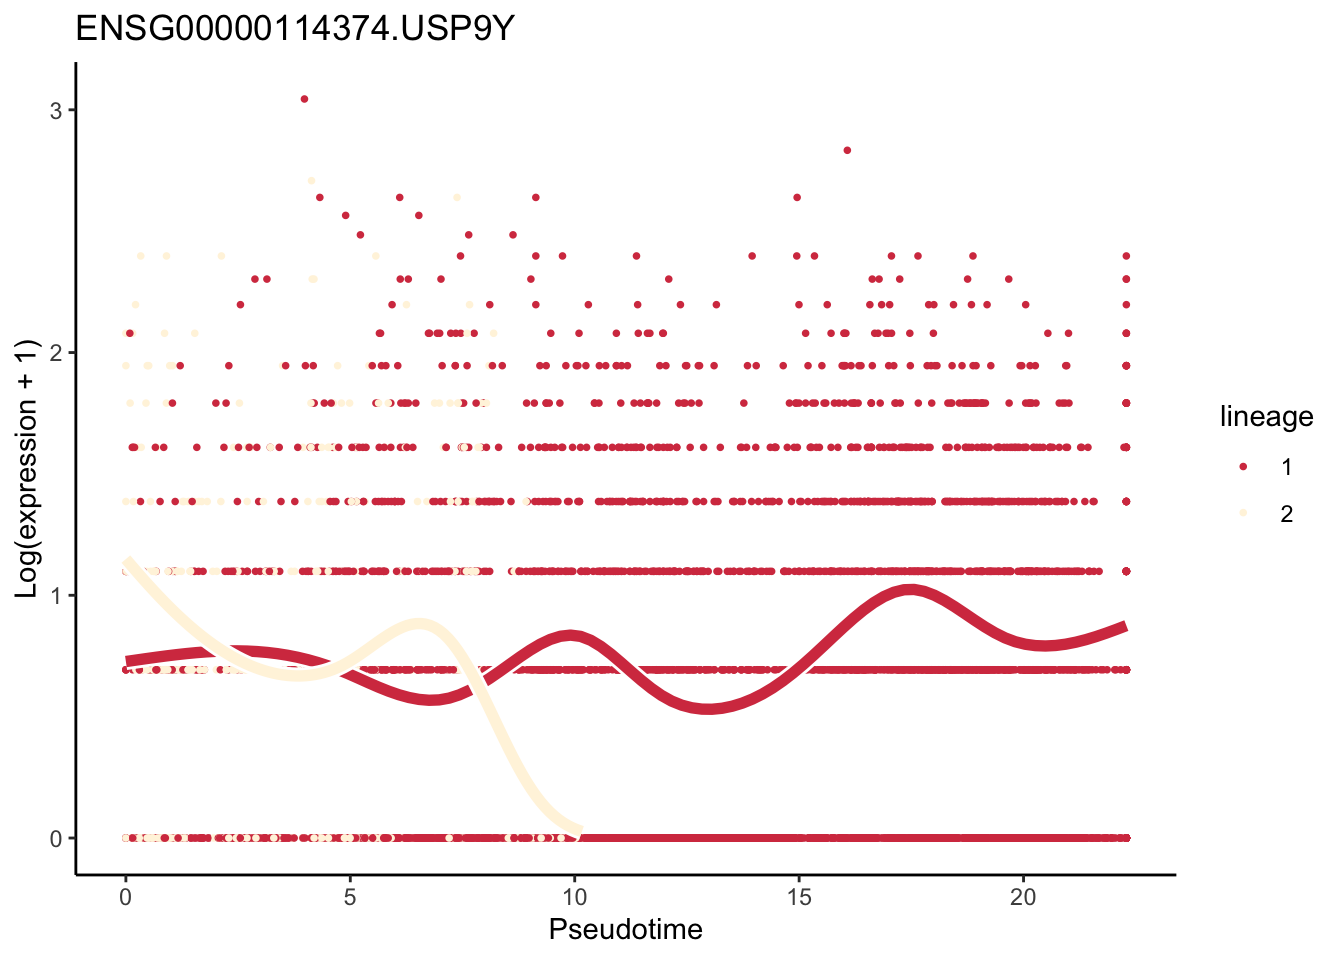 ENSG00000114374.USP9Y
Log(expression + 1)
3
2
1
0
0 5 10 15 20
Pseudotime
lineage
1
2